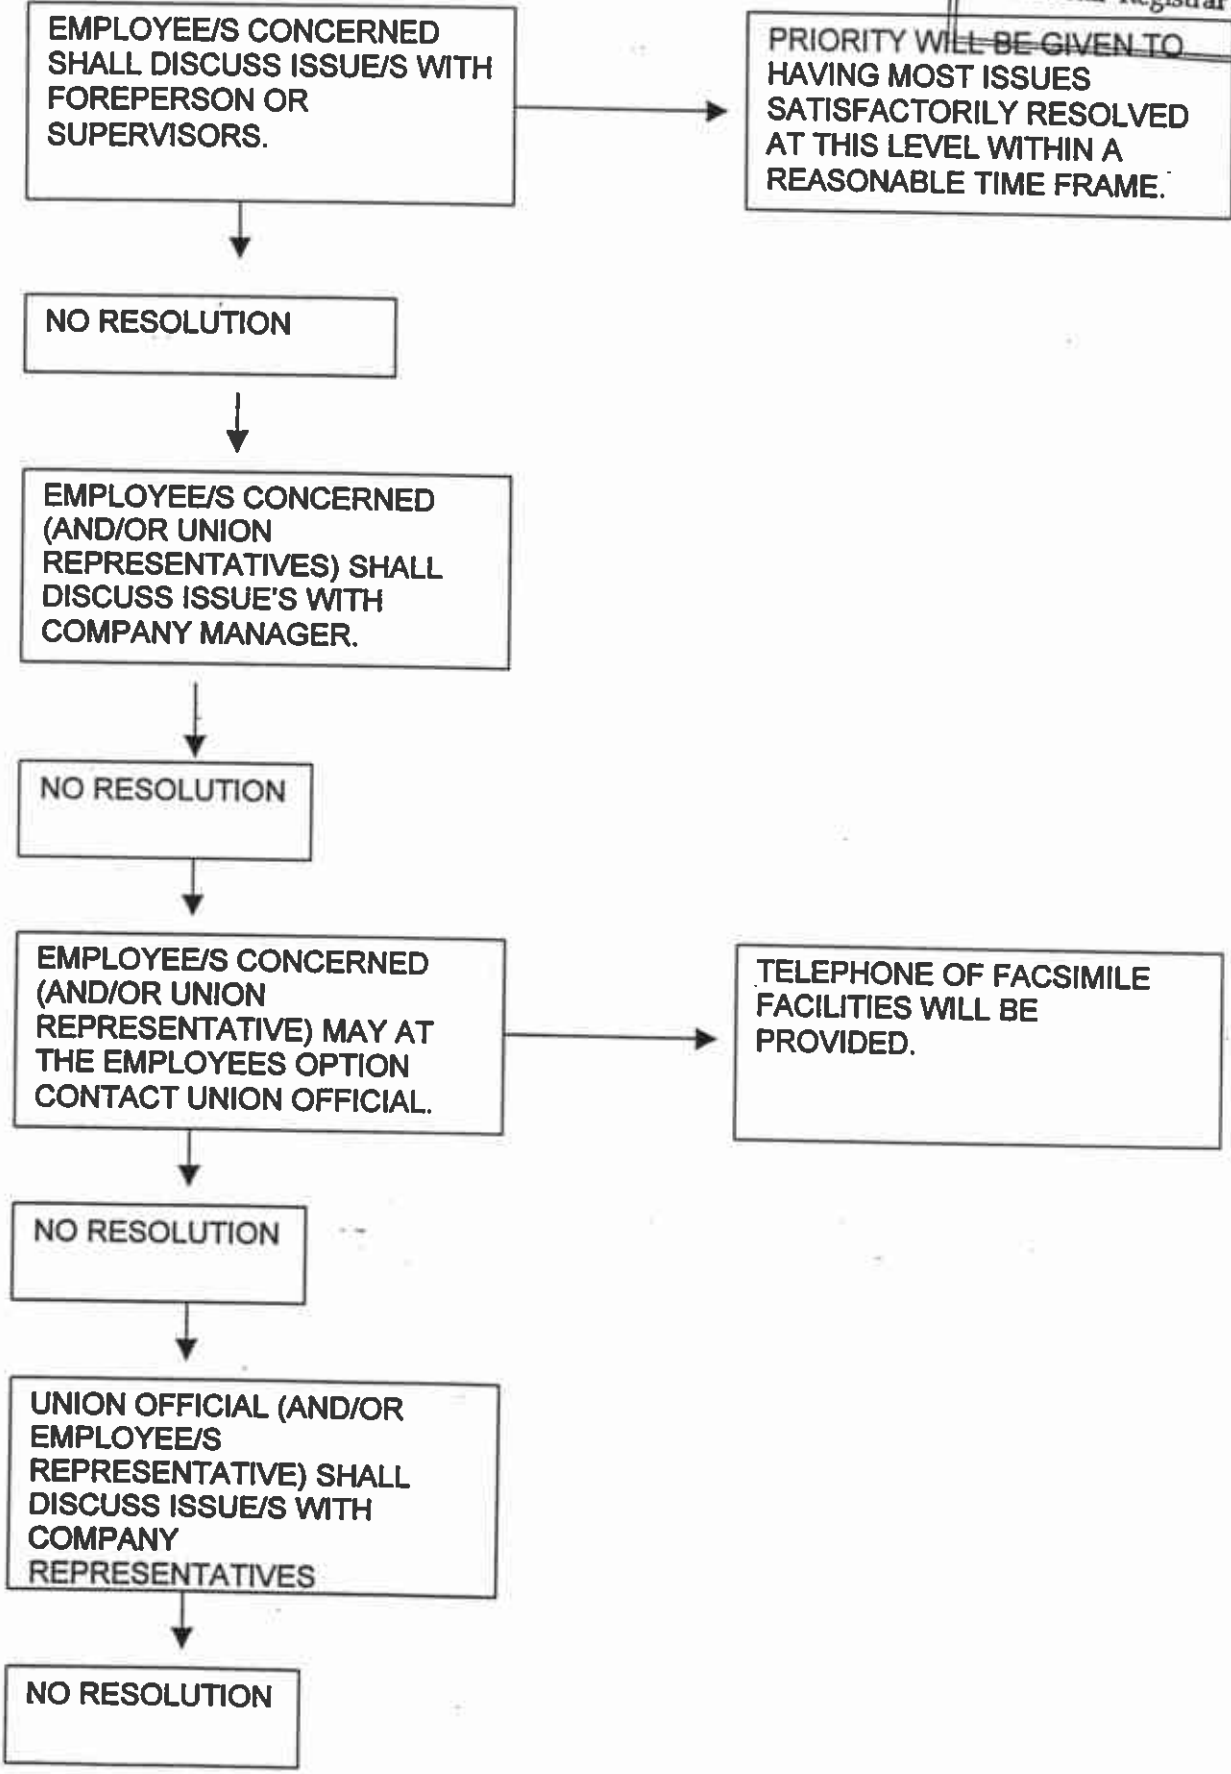 Registrar
EMPLOYEE/S CONCERNED
SHALL DISCUSS ISSUE/S WITH
FOREPERSON OR
SUPERVISORS.
PRIORITY WILL BE GIVEN TO
HAVING MOST ISSUES
SATISFACTORILY RESOLVED
AT THIS LEVEL WITHIN A
REASONABLE TIME FRAME.
NO RESOLUTION
EMPLOYEE/S CONCERNED
(AND/OR UNION
REPRESENTATIVES) SHALL
DISCUSS ISSUE'S WITH
COMPANY MANAGER.
NO RESOLUTION
EMPLOYEE/S CONCERNED
(AND/OR UNION
REPRESENTATIVE) MAY AT
THE EMPLOYEES OPTION
CONTACT UNION OFFICIAL.
TELEPHONE OF FACSIMILE
FACILITIES WILL BE
PROVIDED.
NO RESOLUTION
UNION OFFICIAL (AND/OR
EMPLOYEE/S
REPRESENTATIVE) SHALL
DISCUSS ISSUE/S WITH
COMPANY
REPRESENTATIVES
NO RESOLUTION